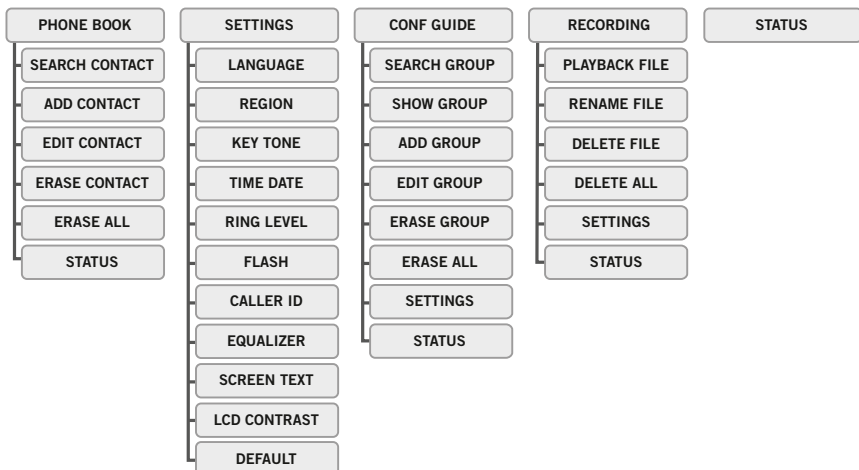 PHONE BOOK
SEARCH CONTACT
ADD CONTACT
EDIT CONTACT
ERASE CONTACT
ERASE ALL
STATUS
SETTINGS
LANGUAGE
REGION
KEY TONE
TIME DATE
RING LEVEL
FLASH
CALLER ID
EQUALIZER
SCREEN TEXT
LCD CONTRAST
DEFAULT
CONF GUIDE
SEARCH GROUP
SHOW GROUP
ADD GROUP
EDIT GROUP
ERASE GROUP
ERASE ALL
SETTINGS
STATUS
RECORDING
PLAYBACK FILE
RENAME FILE
DELETE FILE
DELETE ALL
SETTINGS
STATUS
STATUS